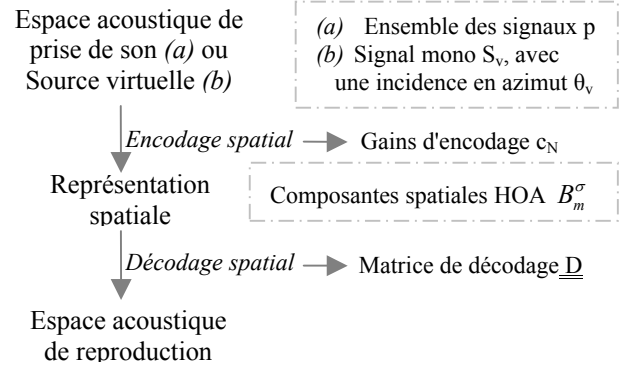 Espace acoustique de
prise de son (a) ou
Source virtuelle (b)
(a) Ensemble des signaux p
(b) Signal mono Sᵥ, avec
une incidence en azimut θᵥ
Encodage spatial
Gains d'encodage c_N
Représentation
spatiale
Composantes spatiales HOA B_m^σ
Décodage spatial
Matrice de décodage D
Espace acoustique
de reproduction